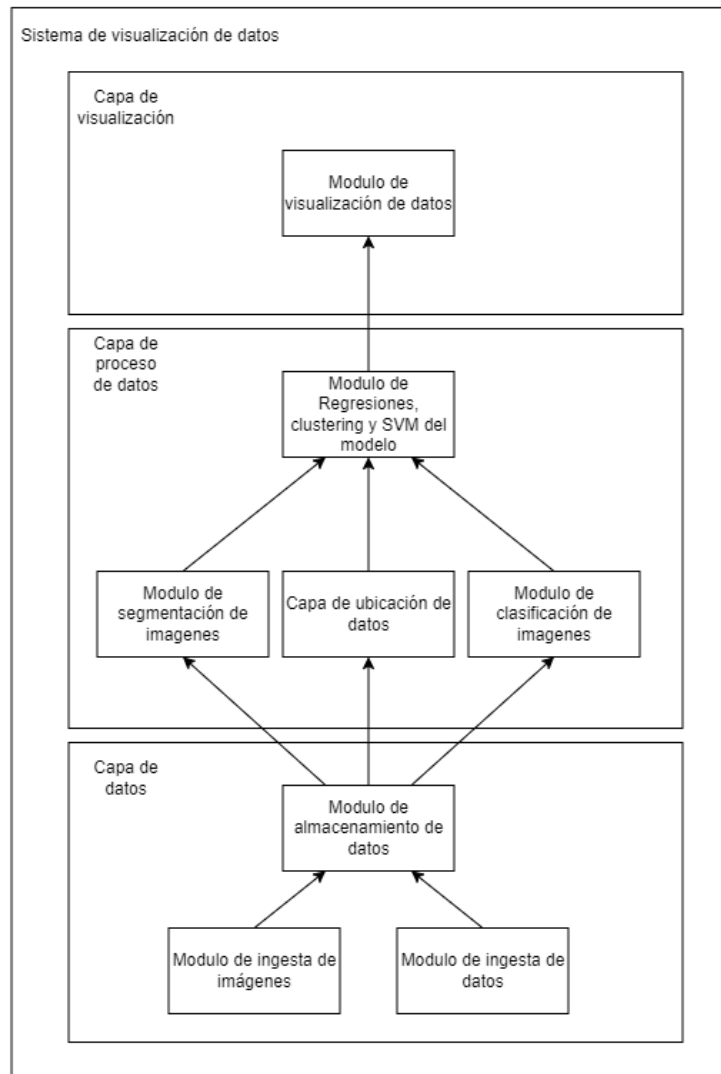 Sistema de visualización de datos
Capa de
visualización
Modulo de
visualización de datos
Capa de
proceso
de datos
Modulo de
Regresiones,
clustering y SVM del
modelo
Modulo de
segmentación de
imagenes
Capa de ubicación de
datos
Modulo de
clasificación de
imagenes
Capa de
datos
Modulo de
almacenamiento de
datos
Modulo de ingesta de
imágenes
Modulo de ingesta de
datos